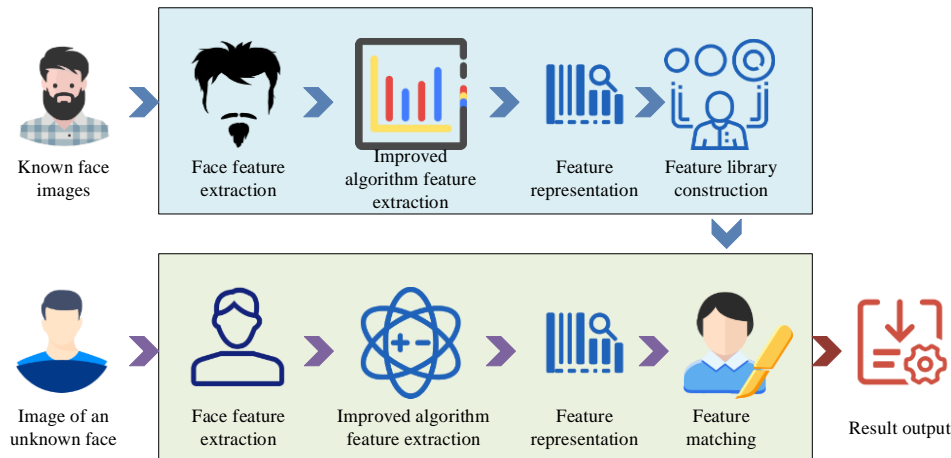 Known face
images
Face feature
extraction
Improved
algorithm feature
extraction
Feature
representation
Feature library
construction
Image of an
unknown face
Face feature
extraction
Improved algorithm
feature extraction
Feature
representation
Feature
matching
Result output